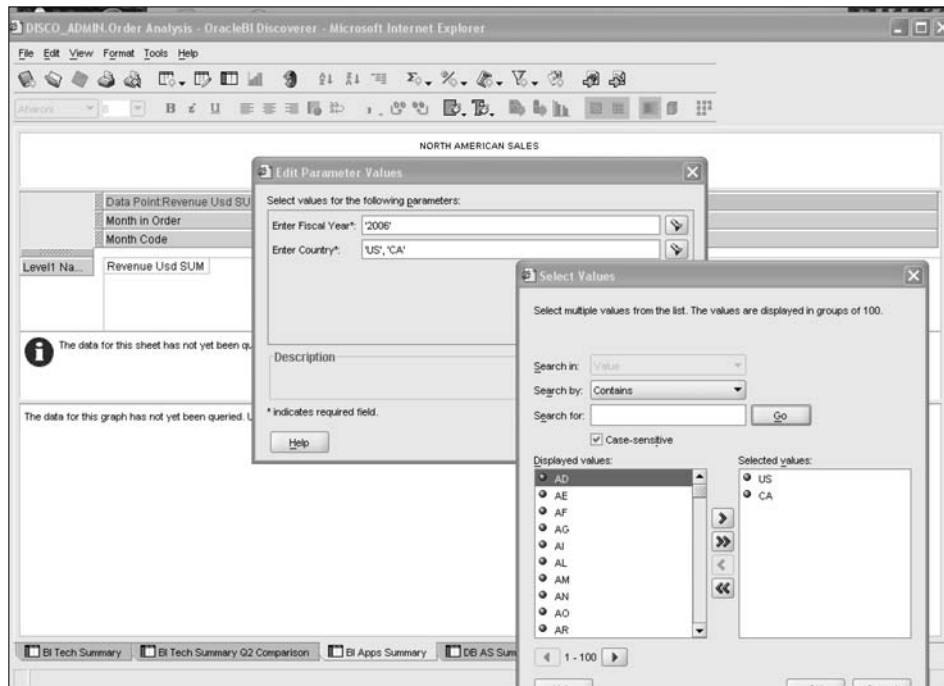 DISCO_ADMIN.Order Analysis - OracleBI Discoverer - Microsoft Internet Explorer
File Edit View Format Tools Help
Aharoni 8 B i U
NORTH AMERICAN SALES
Edit Parameter Values
Data Point:Revenue Usd SU
Month in Order
Month Code
Level1 Na...
Revenue Usd SUM
Select values for the following parameters:
Enter Fiscal Year*: '2006'
Enter Country*: 'US', 'CA'
Description
* indicates required field.
Help
The data for this sheet has not yet been qu
The data for this graph has not yet been queried. U
Select Values
Select multiple values from the list. The values are displayed in groups of 100.
Search in: Value
Search by: Contains
Search for: Go
Case-sensitive
Displayed values:
AD
AE
AF
AG
AI
AL
AM
AN
AO
AR
Selected values:
US
CA
1 - 100
BI Tech Summary BI Tech Summary Q2 Comparison BI Apps Summary DB AS Sum